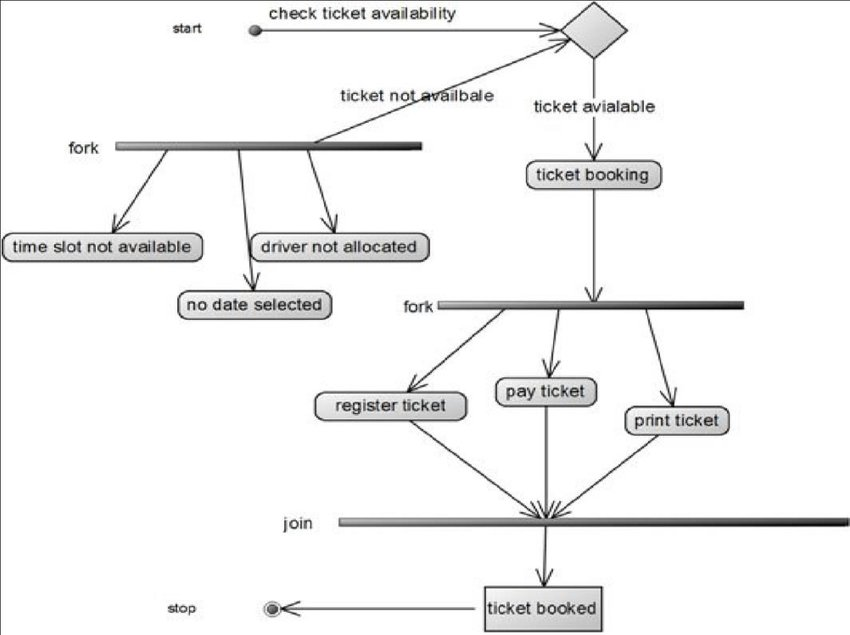 check ticket availability
start
ticket not availbale
ticket avialable
fork
ticket booking
time slot not available
driver not allocated
no date selected
fork
register ticket
pay ticket
print ticket
join
stop
ticket booked